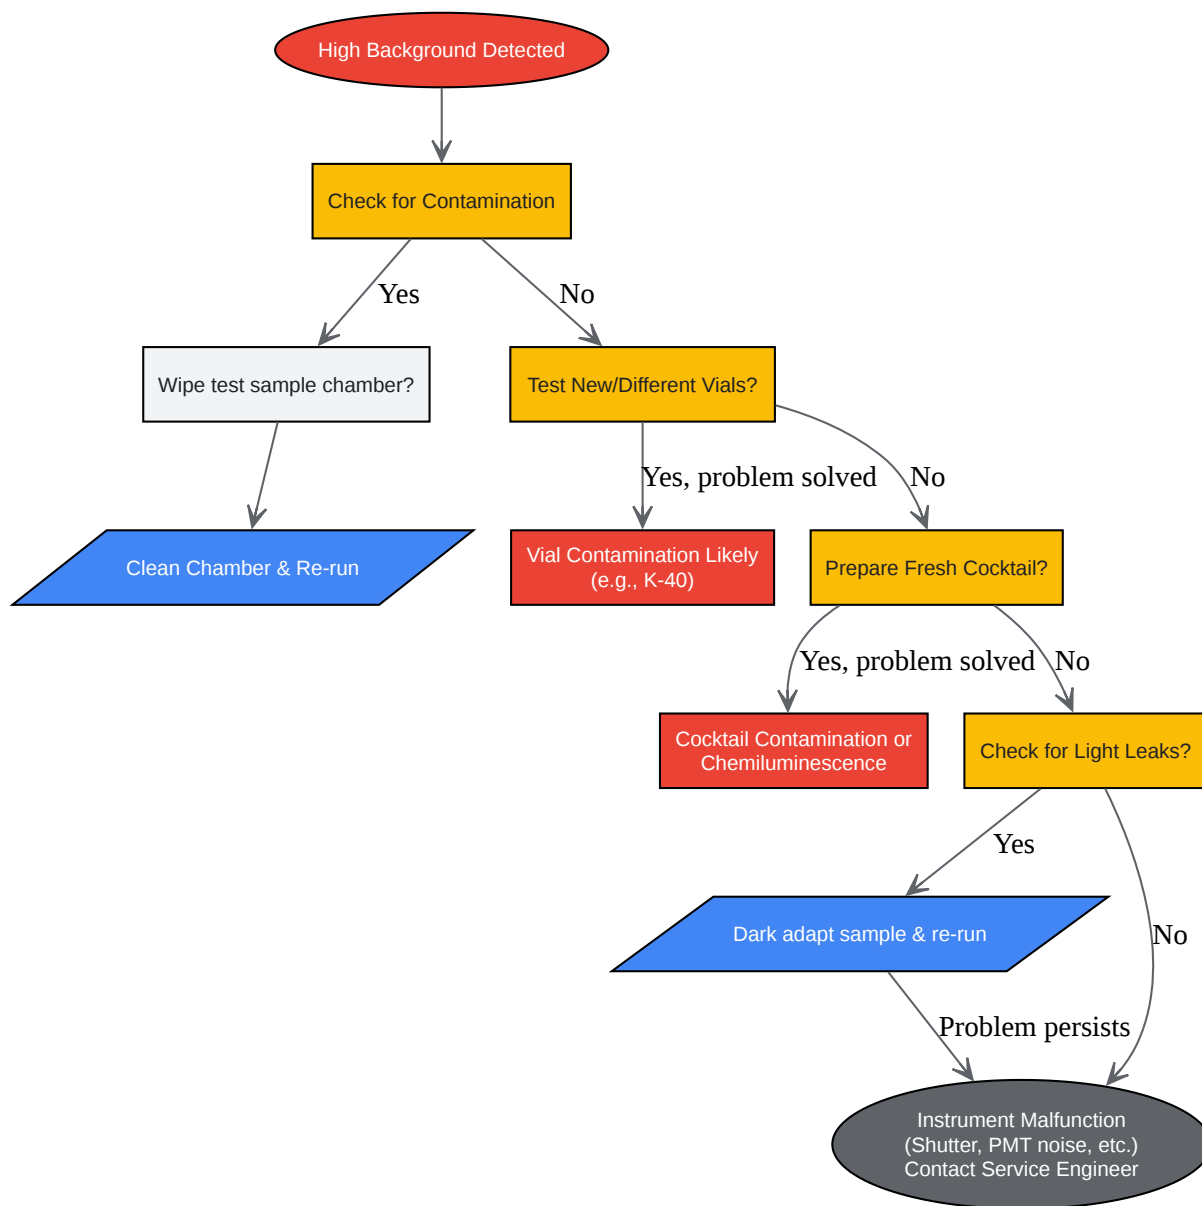 High Background Detected
Check for Contamination
Yes
No
Wipe test sample chamber?
Test New/Different Vials?
Yes, problem solved
No
Clean Chamber & Re-run
Vial Contamination Likely
(e.g., K-40)
Prepare Fresh Cocktail?
Yes, problem solved
No
Cocktail Contamination or
Chemiluminescence
Check for Light Leaks?
Yes
Dark adapt sample & re-run
No
Problem persists
Instrument Malfunction
(Shutter, PMT noise, etc.)
Contact Service Engineer